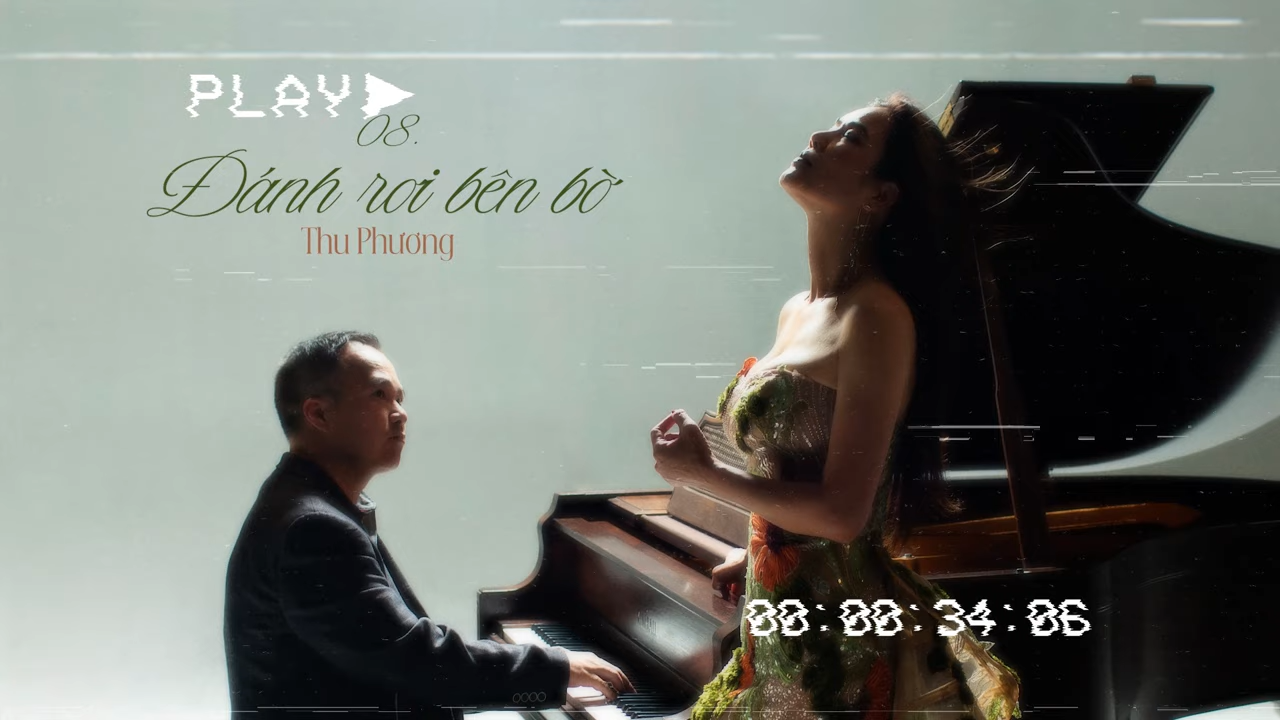 PLAY
08.
Đánh rơi bên bờ
Thu Phương
00:00:34:06